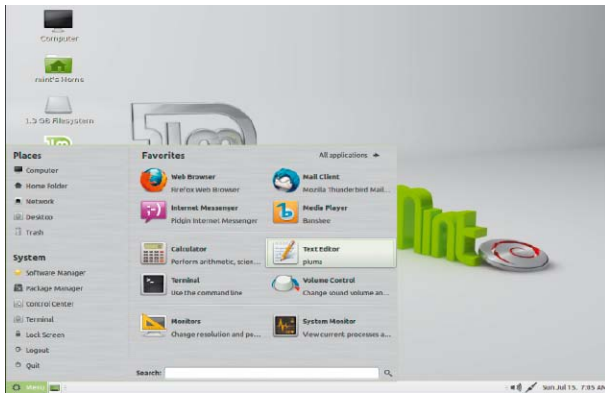 Computer
mint's Home
1.3 GB Filesystem
Places
Computer
Home Folder
Network
Desktop
Trash
System
Software Manager
Package Manager
Control Center
Terminal
Lock Screen
Logout
Quit
Favorites
All applications
Web Browser
Firefox Web Browser
Mail Client
Mozilla Thunderbird Mail...
Internet Messenger
Pidgin Internet Messenger
Media Player
Banshee
Calculator
Perform arithmetic, scien...
Text Editor
pluma
Terminal
Use the command line
Volume Control
Change sound volume an...
Monitors
Change resolution and po...
System Monitor
View current processes a...
Search:
Menu
Sun Jul 15, 7:05 AM
mint